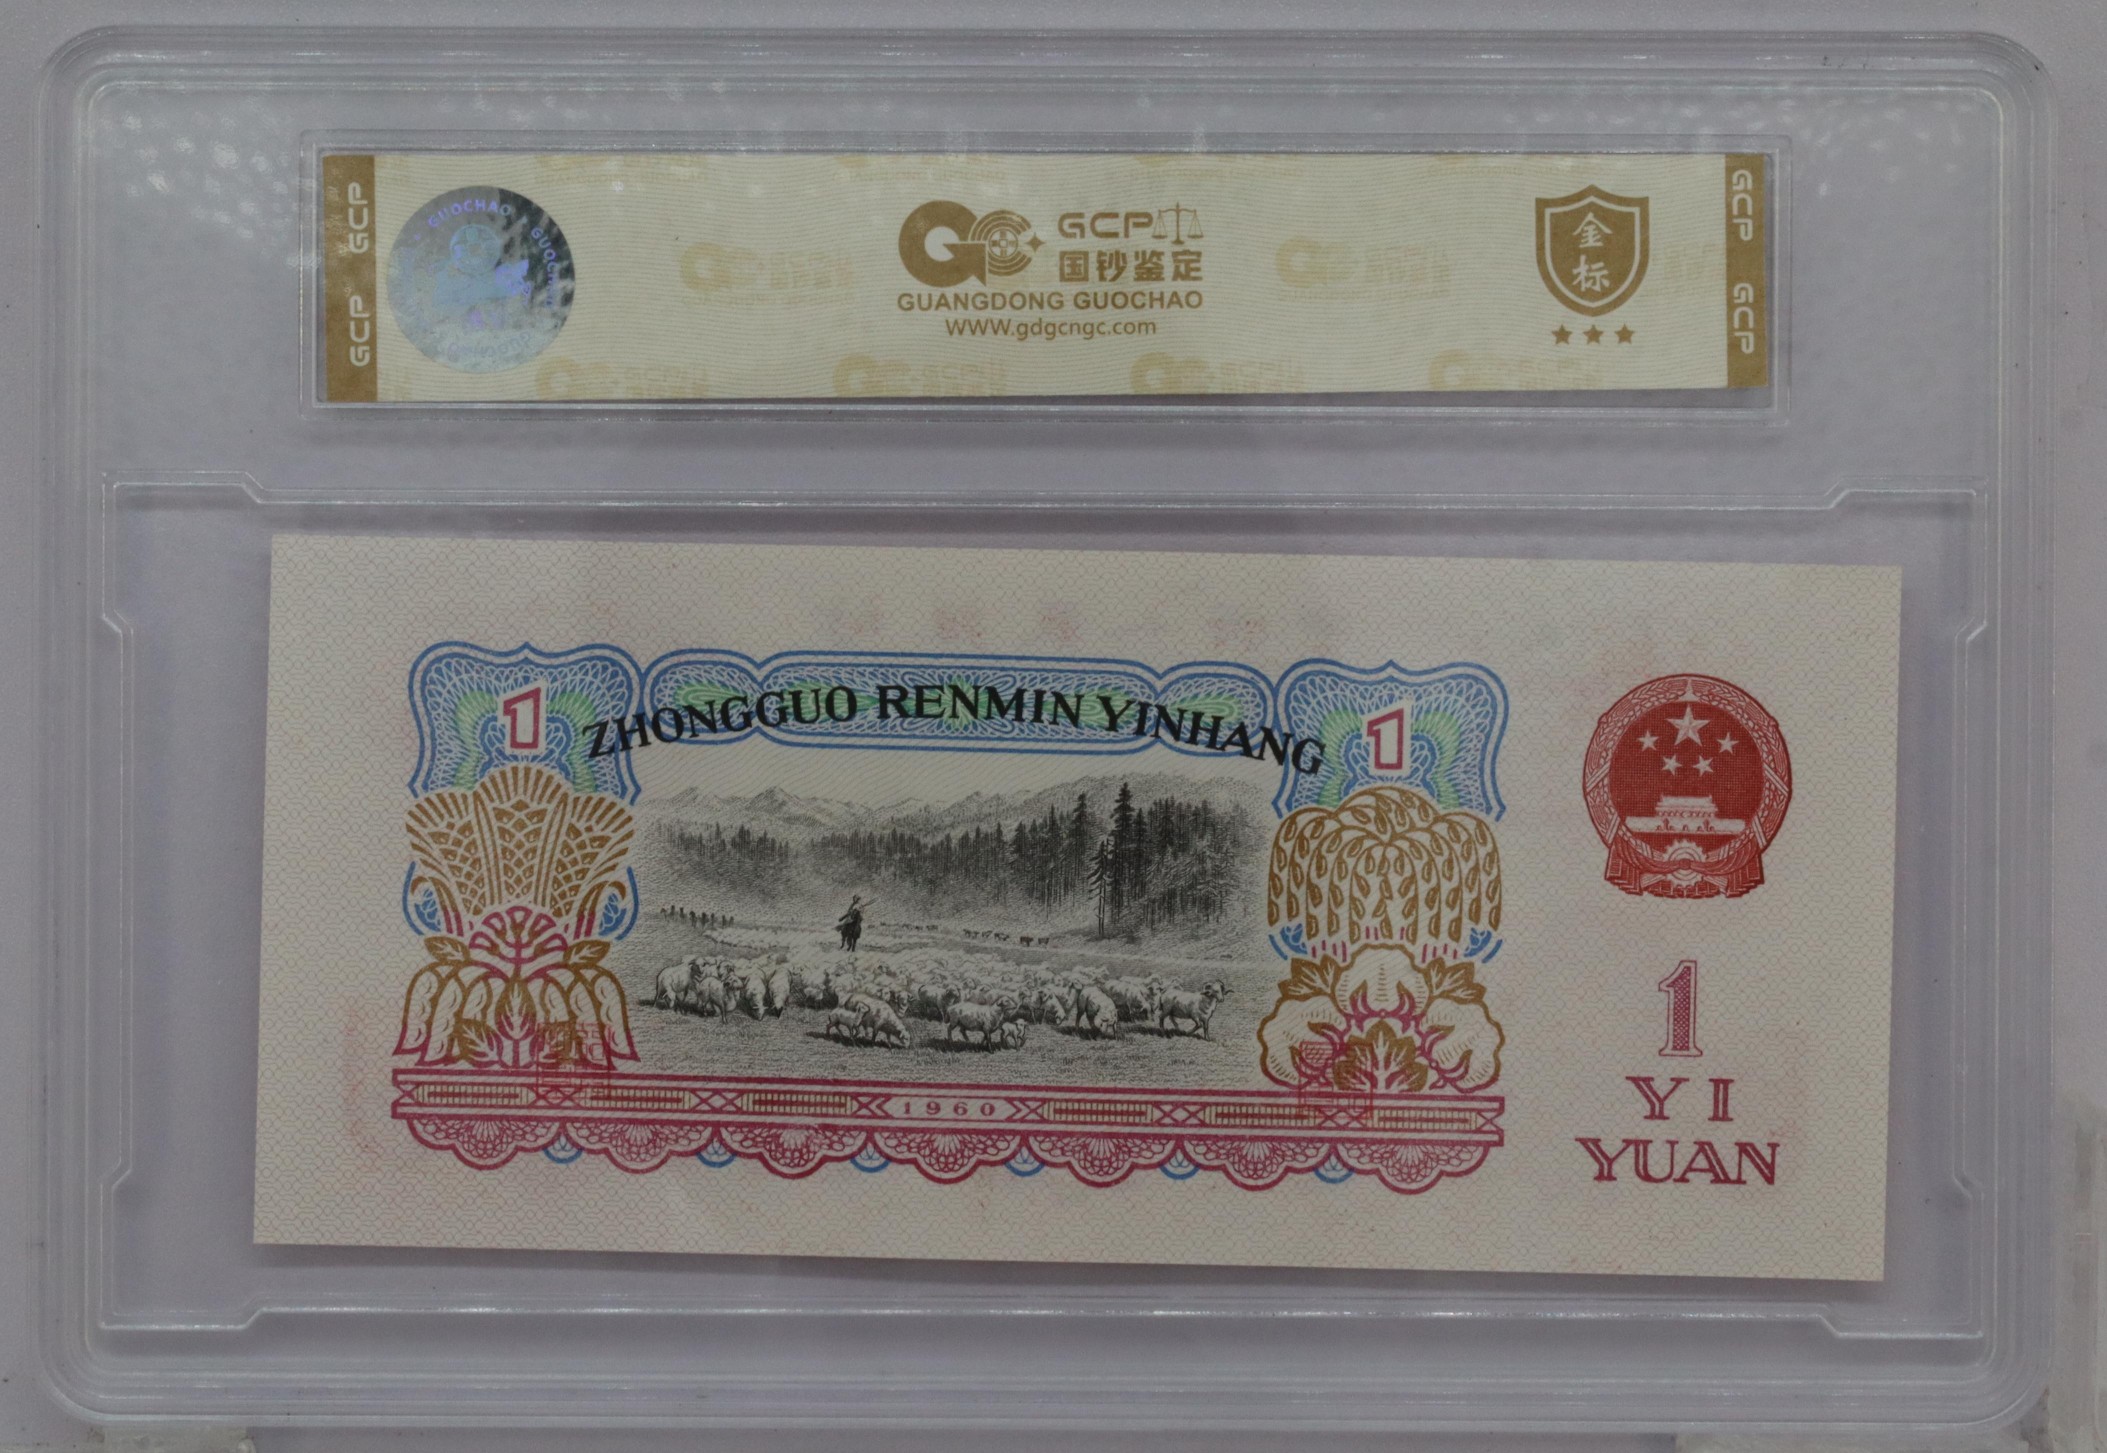 GCP GCP
GUOCHAO GUOCHAO
GCP
国钞鉴定
GUANGDONG GUOCHAO
WWW.gdgcngc.com
金
标
GCP GCP
1
ZHONGGUO RENMIN YINHANG
1
1960
1
YI
YUAN